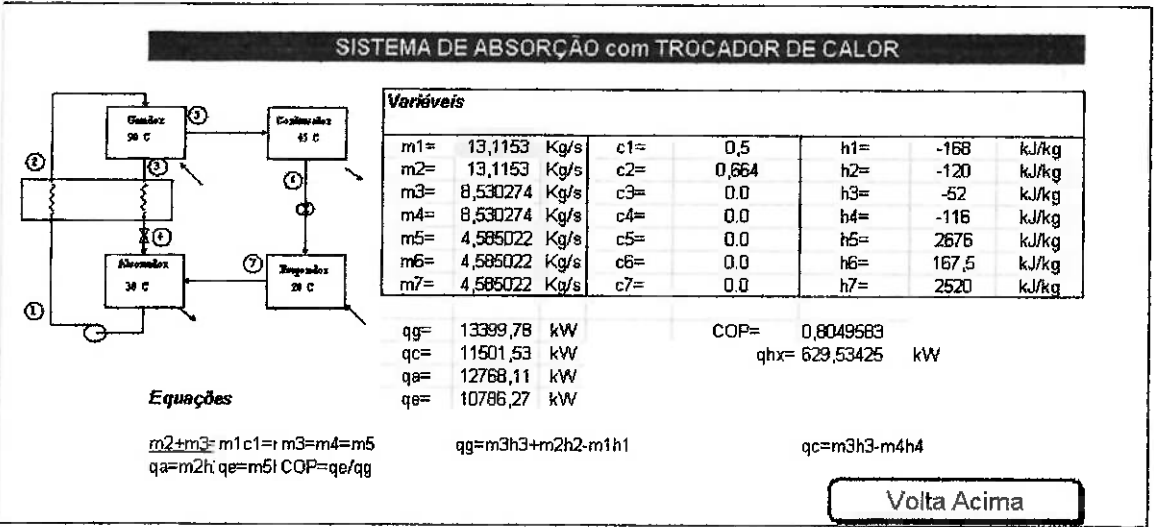 SISTEMA DE ABSORÇÃO com TROCADOR DE CALOR
Variáveis
m1= 13,1153 Kg/s c1= 0,5 h1= -168 kJ/kg
m2= 13,1153 Kg/s c2= 0,664 h2= -120 kJ/kg
m3= 8,530274 Kg/s c3= 0.0 h3= -52 kJ/kg
m4= 8,530274 Kg/s c4= 0.0 h4= -116 kJ/kg
m5= 4,585022 Kg/s c5= 0.0 h5= 2676 kJ/kg
m6= 4,585022 Kg/s c6= 0.0 h6= 167,5 kJ/kg
m7= 4,585022 Kg/s c7= 0.0 h7= 2520 kJ/kg
45 C
2
7
1
qg= 13399,78 kW COP= 0,8049583
qc= 11501,53 kW qhx= 629,53425 kW
qa= 12768,11 kW
qe= 10786,27 kW
Equações
m2+m3= m1c1= m3=m4=m5 qg=m3h3+m2h2-m1h1 qc=m3h3-m4h4
qa=m2h qe=m5 COP=qe/qg
Volta Acima